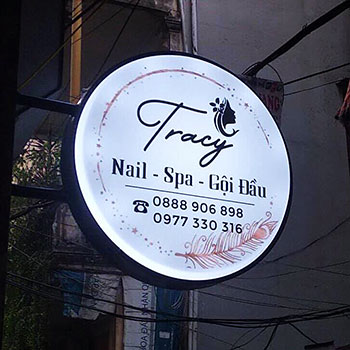 Tracy
Nail - Spa - Gội Đầu
0888 906 898
0977 330 316